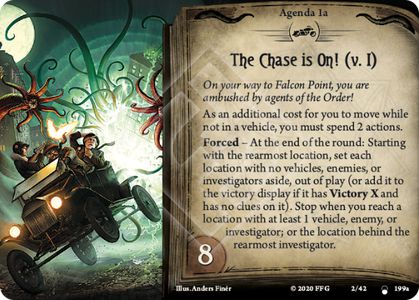 Agenda 1a
The Chase is On! (v. I)
On your way to Falcon Point, you are
ambushed by agents of the Order!
As an additional cost for you to move while
not in a vehicle, you must spend 2 actions.
Forced – At the end of the round: Starting
with the rearmost location, set each
location with no vehicles, enemies, or
investigators aside, out of play (or add it to
the victory display if it has Victory X and
has no clues on it). Stop when you reach a
location with at least 1 vehicle, enemy, or
investigator; or the location behind the
rearmost investigator.
8
Illus. Anders Finér
© 2020 FFG
2/42
199a